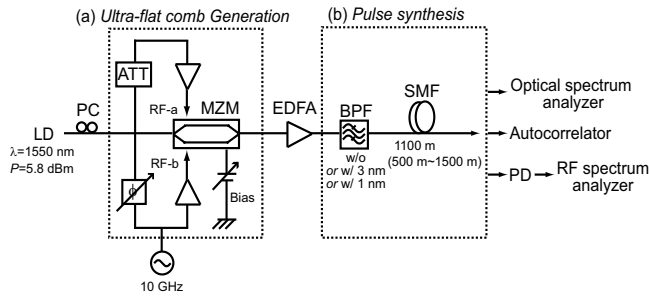 (a) Ultra-flat comb Generation
(b) Pulse synthesis
ATT
PC
RF-a
MZM
EDFA
BPF
SMF
Optical spectrum
analyzer
LD
λ=1550 nm
P=5.8 dBm
RF-b
w/o
or w/ 3 nm
or w/ 1 nm
1100 m
(500 m~1500 m)
Autocorrelator
ϕ
Bias
PD
RF spectrum
analyzer
10 GHz